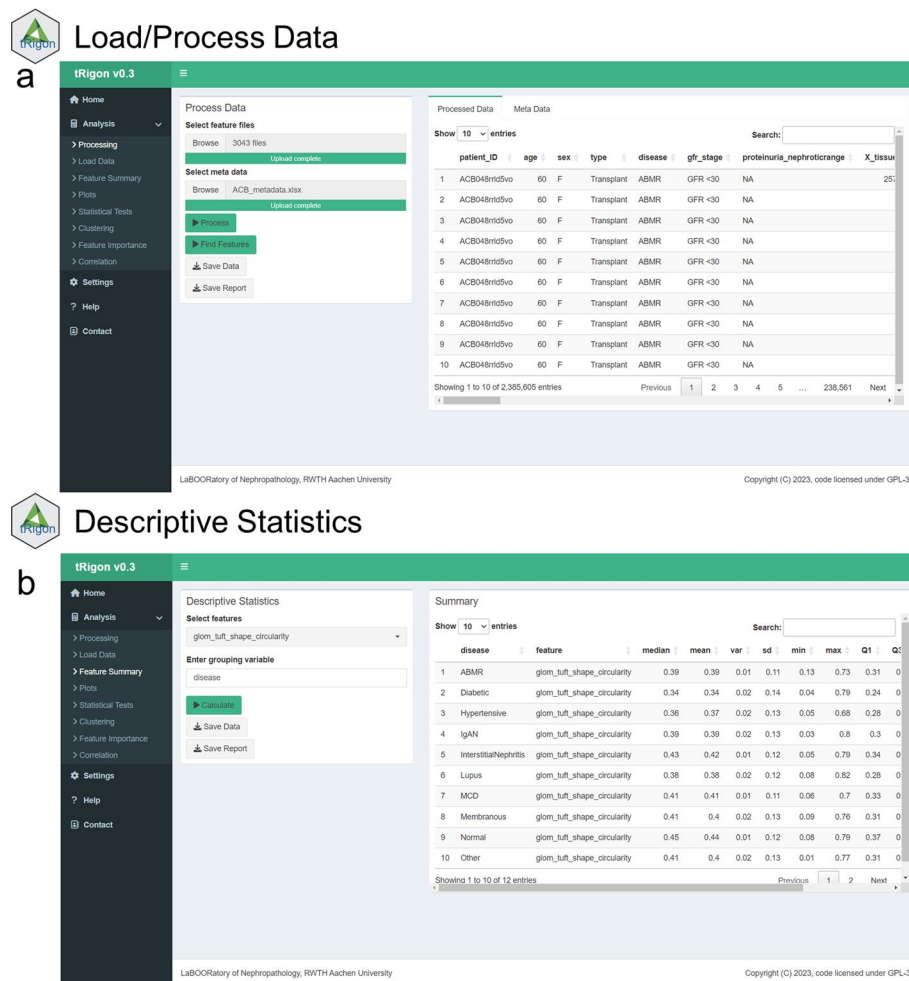 tRigon
Load/Process Data
a
tRigon v0.3
Home
Analysis
Processing
Load Data
Feature Summary
Plots
Statistical Tests
Clustering
Feature Importance
Correlation
Settings
? Help
Contact
Process Data
Select feature files
Browse 3043 files
Upload complete
Select meta data
Browse ACB_metadata.xlsx
Upload complete
Process
Find Features
Save Data
Save Report
Processed Data Meta Data
Show 10 entries Search:
patient_ID age sex type disease gfr_stage proteinuria_nephroticrange X_tissue
1 ACB048rrld5vo 60 F Transplant ABMR GFR <30 NA 257
2 ACB048rrld5vo 60 F Transplant ABMR GFR <30 NA
3 ACB048rrld5vo 60 F Transplant ABMR GFR <30 NA
4 ACB048rrld5vo 60 F Transplant ABMR GFR <30 NA
5 ACB048rrld5vo 60 F Transplant ABMR GFR <30 NA
6 ACB048rrld5vo 60 F Transplant ABMR GFR <30 NA
7 ACB048rrld5vo 60 F Transplant ABMR GFR <30 NA
8 ACB048rrld5vo 60 F Transplant ABMR GFR <30 NA
9 ACB048rrld5vo 60 F Transplant ABMR GFR <30 NA
10 ACB048rrld5vo 60 F Transplant ABMR GFR <30 NA
Showing 1 to 10 of 2,385,605 entries Previous 1 2 3 4 5 … 238,561 Next
LaBOORatory of Nephropathology, RWTH Aachen University Copyright (C) 2023, code licensed under GPL-3
tRigon
Descriptive Statistics
b
tRigon v0.3
Home
Analysis
Processing
Load Data
Feature Summary
Plots
Statistical Tests
Clustering
Feature Importance
Correlation
Settings
? Help
Contact
Descriptive Statistics
Select features
glom_tuft_shape_circularity
Enter grouping variable
disease
Calculate
Save Data
Save Report
Summary
Show 10 entries Search:
disease feature median mean var sd min max Q1 Q3
1 ABMR glom_tuft_shape_circularity 0.39 0.39 0.01 0.11 0.13 0.73 0.31 0
2 Diabetic glom_tuft_shape_circularity 0.34 0.34 0.02 0.14 0.04 0.79 0.24 0
3 Hypertensive glom_tuft_shape_circularity 0.36 0.37 0.02 0.13 0.05 0.68 0.28 0
4 IgAN glom_tuft_shape_circularity 0.39 0.39 0.02 0.13 0.03 0.8 0.3 0
5 InterstitialNephritis glom_tuft_shape_circularity 0.43 0.42 0.01 0.12 0.05 0.79 0.34 0
6 Lupus glom_tuft_shape_circularity 0.38 0.38 0.02 0.12 0.08 0.82 0.28 0
7 MCD glom_tuft_shape_circularity 0.41 0.41 0.01 0.11 0.06 0.7 0.33 0
8 Membranous glom_tuft_shape_circularity 0.41 0.4 0.02 0.13 0.09 0.76 0.31 0
9 Normal glom_tuft_shape_circularity 0.45 0.44 0.01 0.12 0.08 0.79 0.37 0
10 Other glom_tuft_shape_circularity 0.41 0.4 0.02 0.13 0.01 0.77 0.31 0
Showing 1 to 10 of 12 entries Previous 1 2 Next
LaBOORatory of Nephropathology, RWTH Aachen University Copyright (C) 2023, code licensed under GPL-3